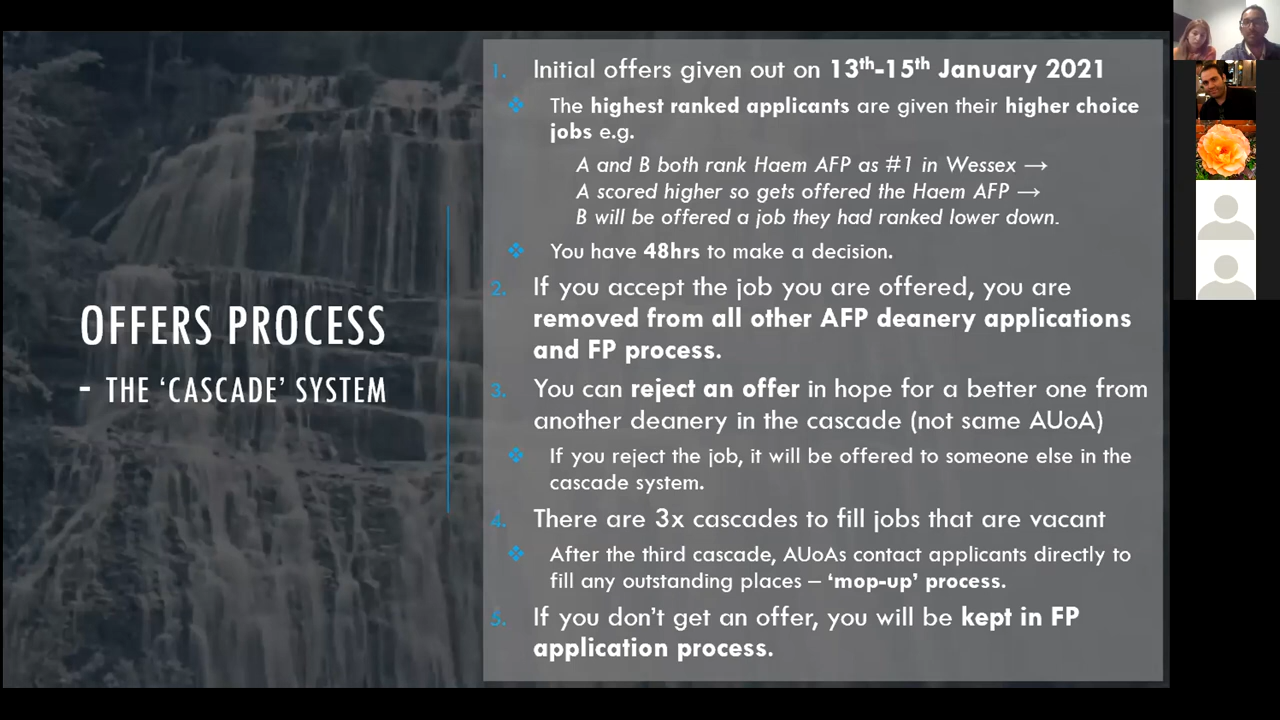 OFFERS PROCESS
- THE ‘CASCADE’ SYSTEM
1. Initial offers given out on 13th-15th January 2021
❖ The highest ranked applicants are given their higher choice
jobs e.g.
A and B both rank Haem AFP as #1 in Wessex →
A scored higher so gets offered the Haem AFP →
B will be offered a job they had ranked lower down.
❖ You have 48hrs to make a decision.
2. If you accept the job you are offered, you are
removed from all other AFP deanery applications
and FP process.
3. You can reject an offer in hope for a better one from
another deanery in the cascade (not same AUoA)
❖ If you reject the job, it will be offered to someone else in the
cascade system.
4. There are 3x cascades to fill jobs that are vacant
❖ After the third cascade, AUoAs contact applicants directly to
fill any outstanding places – ‘mop-up’ process.
5. If you don’t get an offer, you will be kept in FP
application process.